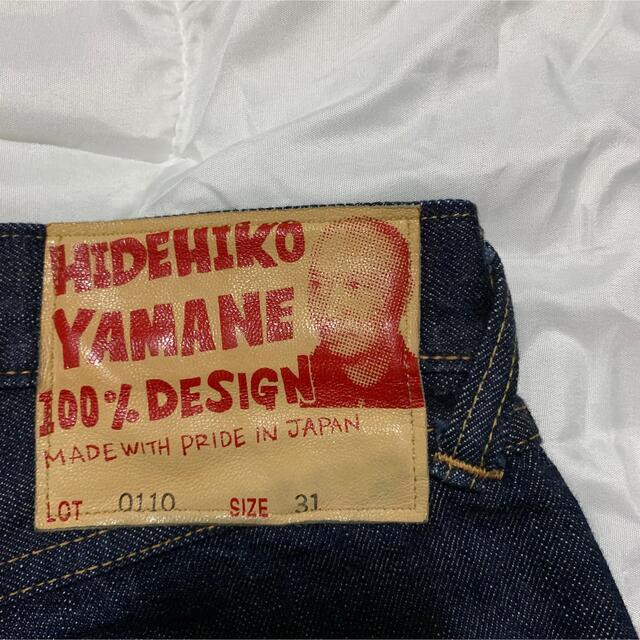 HIDEHIKO
YAMANE
100% DESIGN
MADE WITH PRIDE IN JAPAN
LOT 0110 SIZE 31